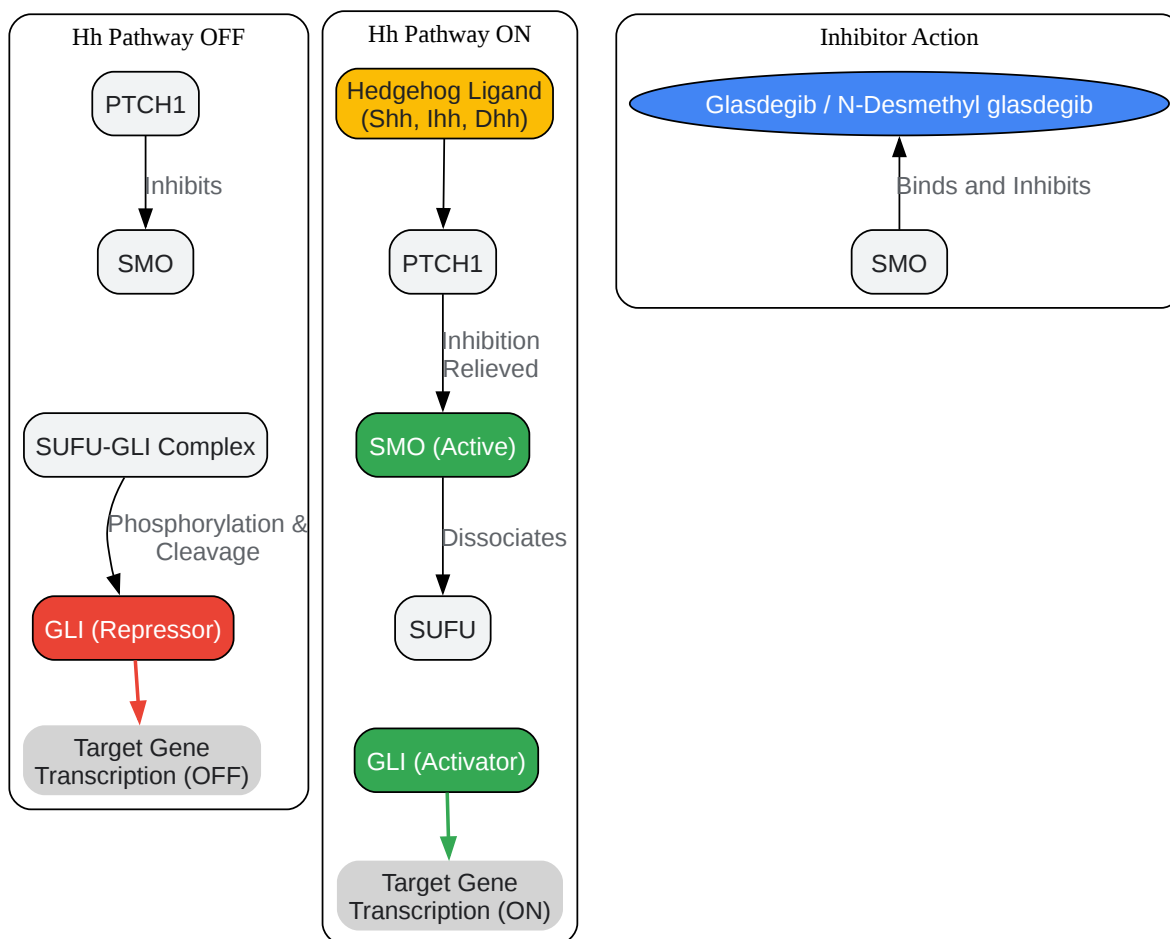 Hh Pathway OFF
PTCH1
Inhibits
SMO
SUFU-GLI Complex
Phosphorylation &
Cleavage
GLI (Repressor)
Target Gene
Transcription (OFF)
Hh Pathway ON
Hedgehog Ligand
(Shh, Ihh, Dhh)
PTCH1
Inhibition
Relieved
SMO (Active)
Dissociates
SUFU
GLI (Activator)
Target Gene
Transcription (ON)
Inhibitor Action
Glasdegib / N-Desmethyl glasdegib
Binds and Inhibits
SMO